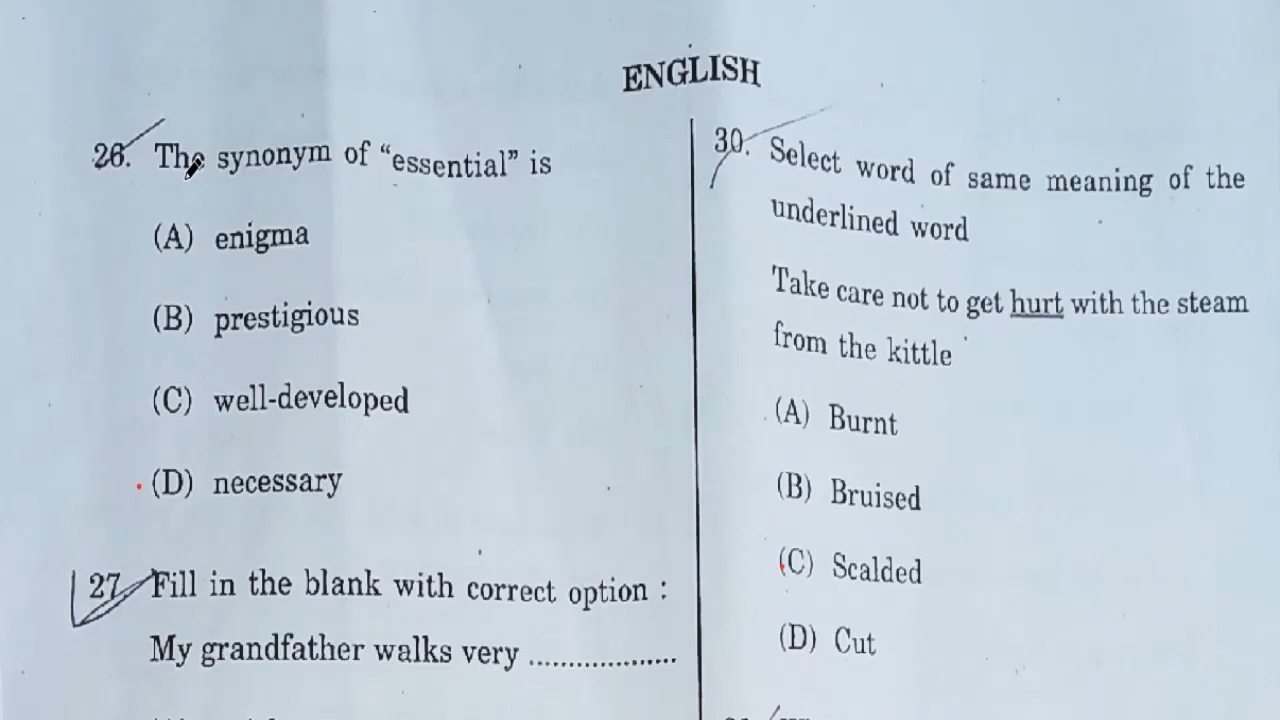 ENGLISH
26. The synonym of “essential” is
(A) enigma
(B) prestigious
(C) well-developed
(D) necessary
27. Fill in the blank with correct option :
My grandfather walks very ...................
30. Select word of same meaning of the
underlined word
Take care not to get hurt with the steam
from the kittle
(A) Burnt
(B) Bruised
(C) Scalded
(D) Cut